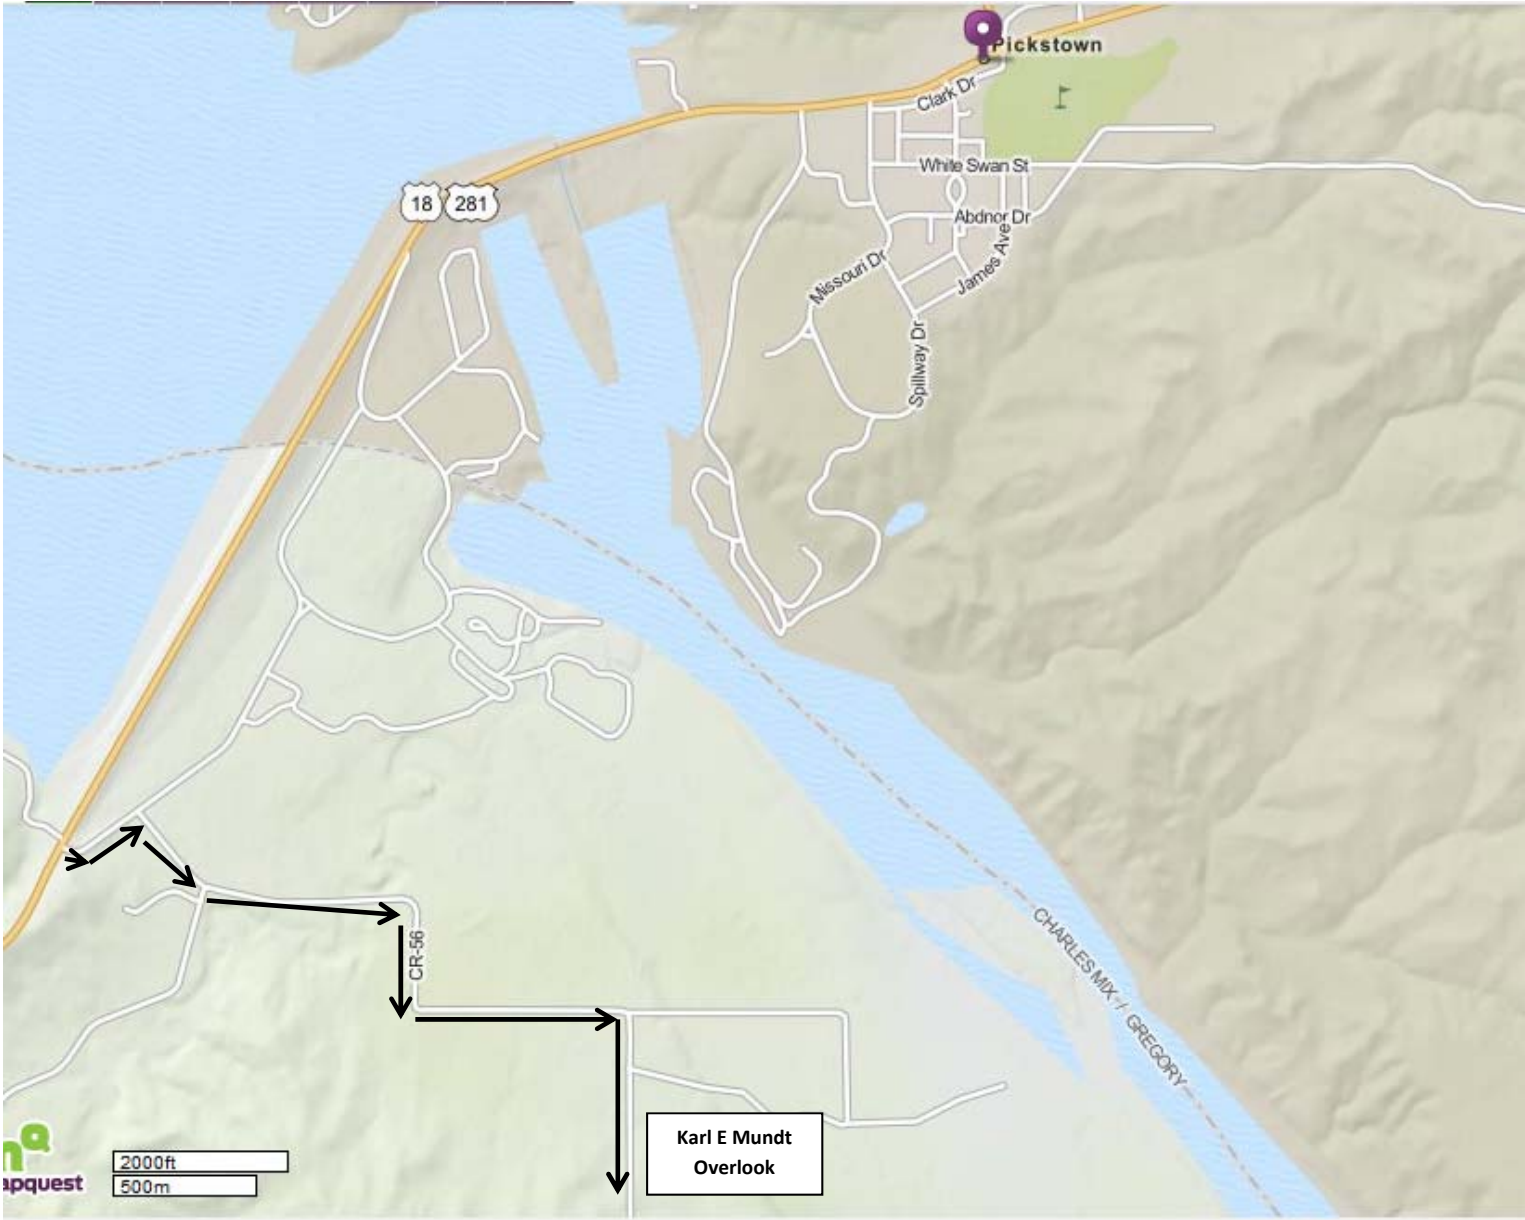 Pickstown
Clark Dr
White Swan St
18
281
Abdnor Dr
James Ave
Missouri Dr
Spillway Dr
CR-56
CHARLES MIX / GREGORY
Karl E Mundt
Overlook
2000ft
500m
apquest